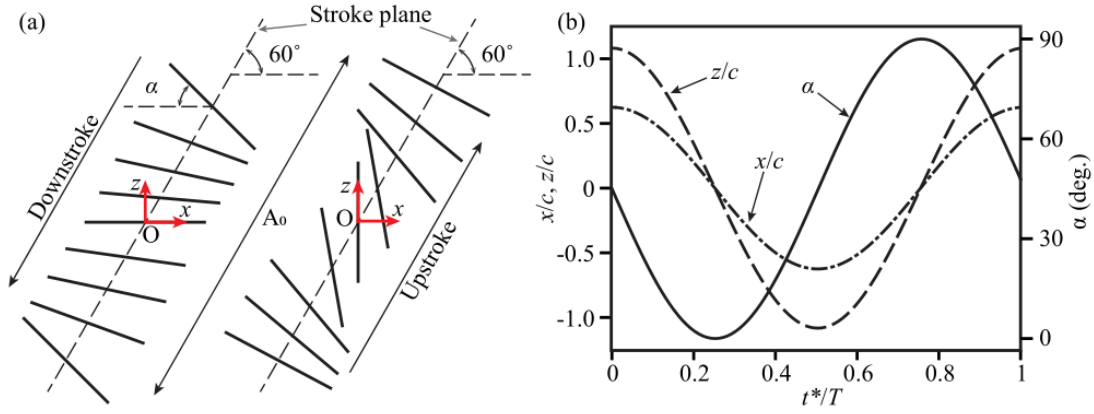 (a)
Stroke plane
60°
60°
α
Downstroke
z
x
O
A₀
z
O
x
Upstroke
(b)
1.0
0.5
0
-0.5
-1.0
x/c, z/c
z/c
α
x/c
90
60
30
0
α (deg.)
0
0.2
0.4
0.6
0.8
1
t*/T